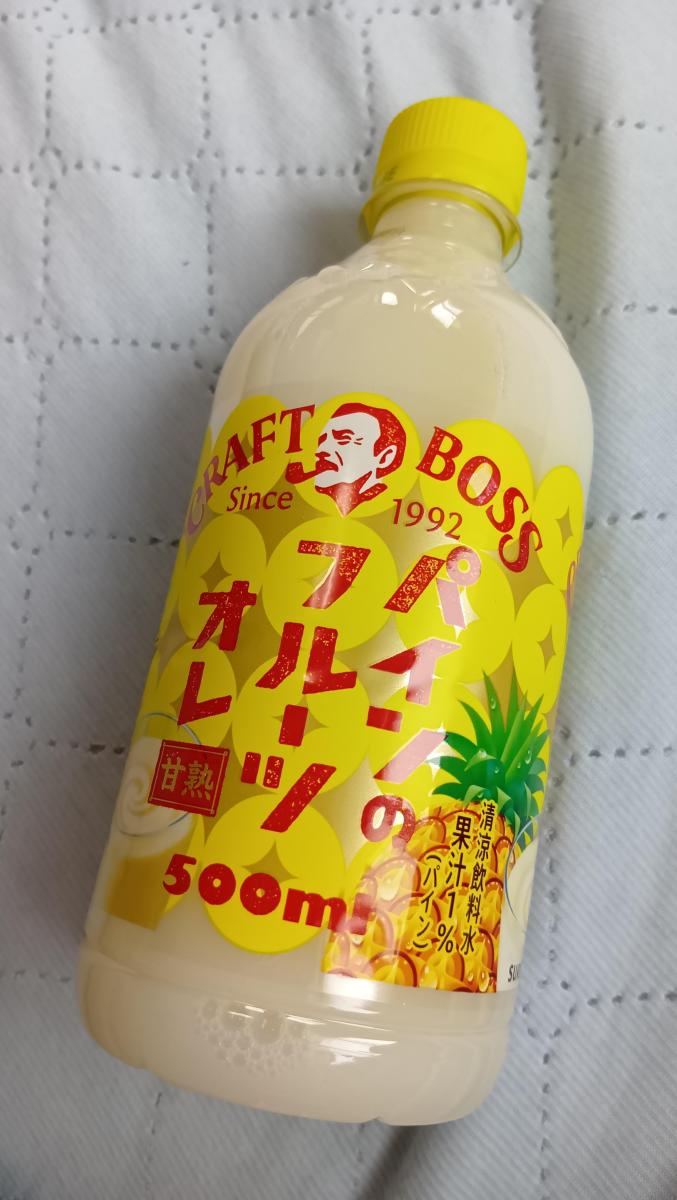 CRAFT BOSS
Since 1992
パインの
フルーツ
オレ
甘熟
500ml
清涼飲料水
果汁1%
(パイン)